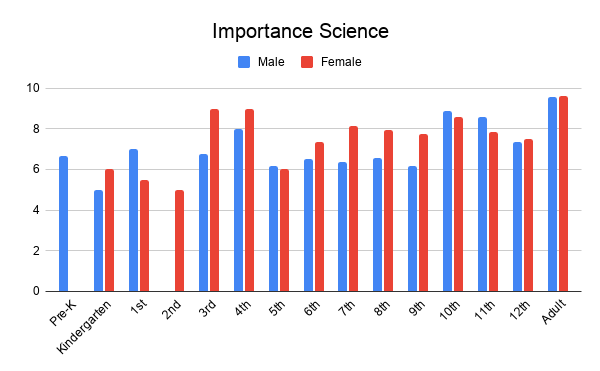 Importance Science
Male Female
10
8
6
4
2
0
Pre-K
Kindergarten
1st
2nd
3rd
4th
5th
6th
7th
8th
9th
10th
11th
12th
Adult